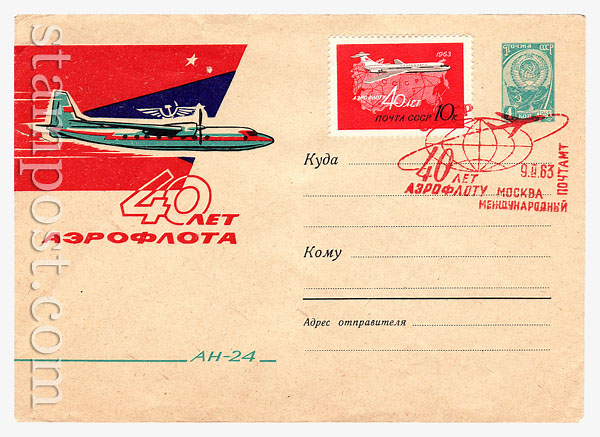 stampost.com
1963
АЭРОФЛОТУ 40 ЛЕТ
ПОЧТА СССР 10К
ПОЧТА СССР
4 КОП
40 ЛЕТ
АЭРОФЛОТА
АН-24
Куда
40 ЛЕТ
АЭРОФЛОТУ
9.II.63
МОСКВА
МЕЖДУНАРОДНЫЙ
ПОЧТАМТ
Кому
Адрес отправителя